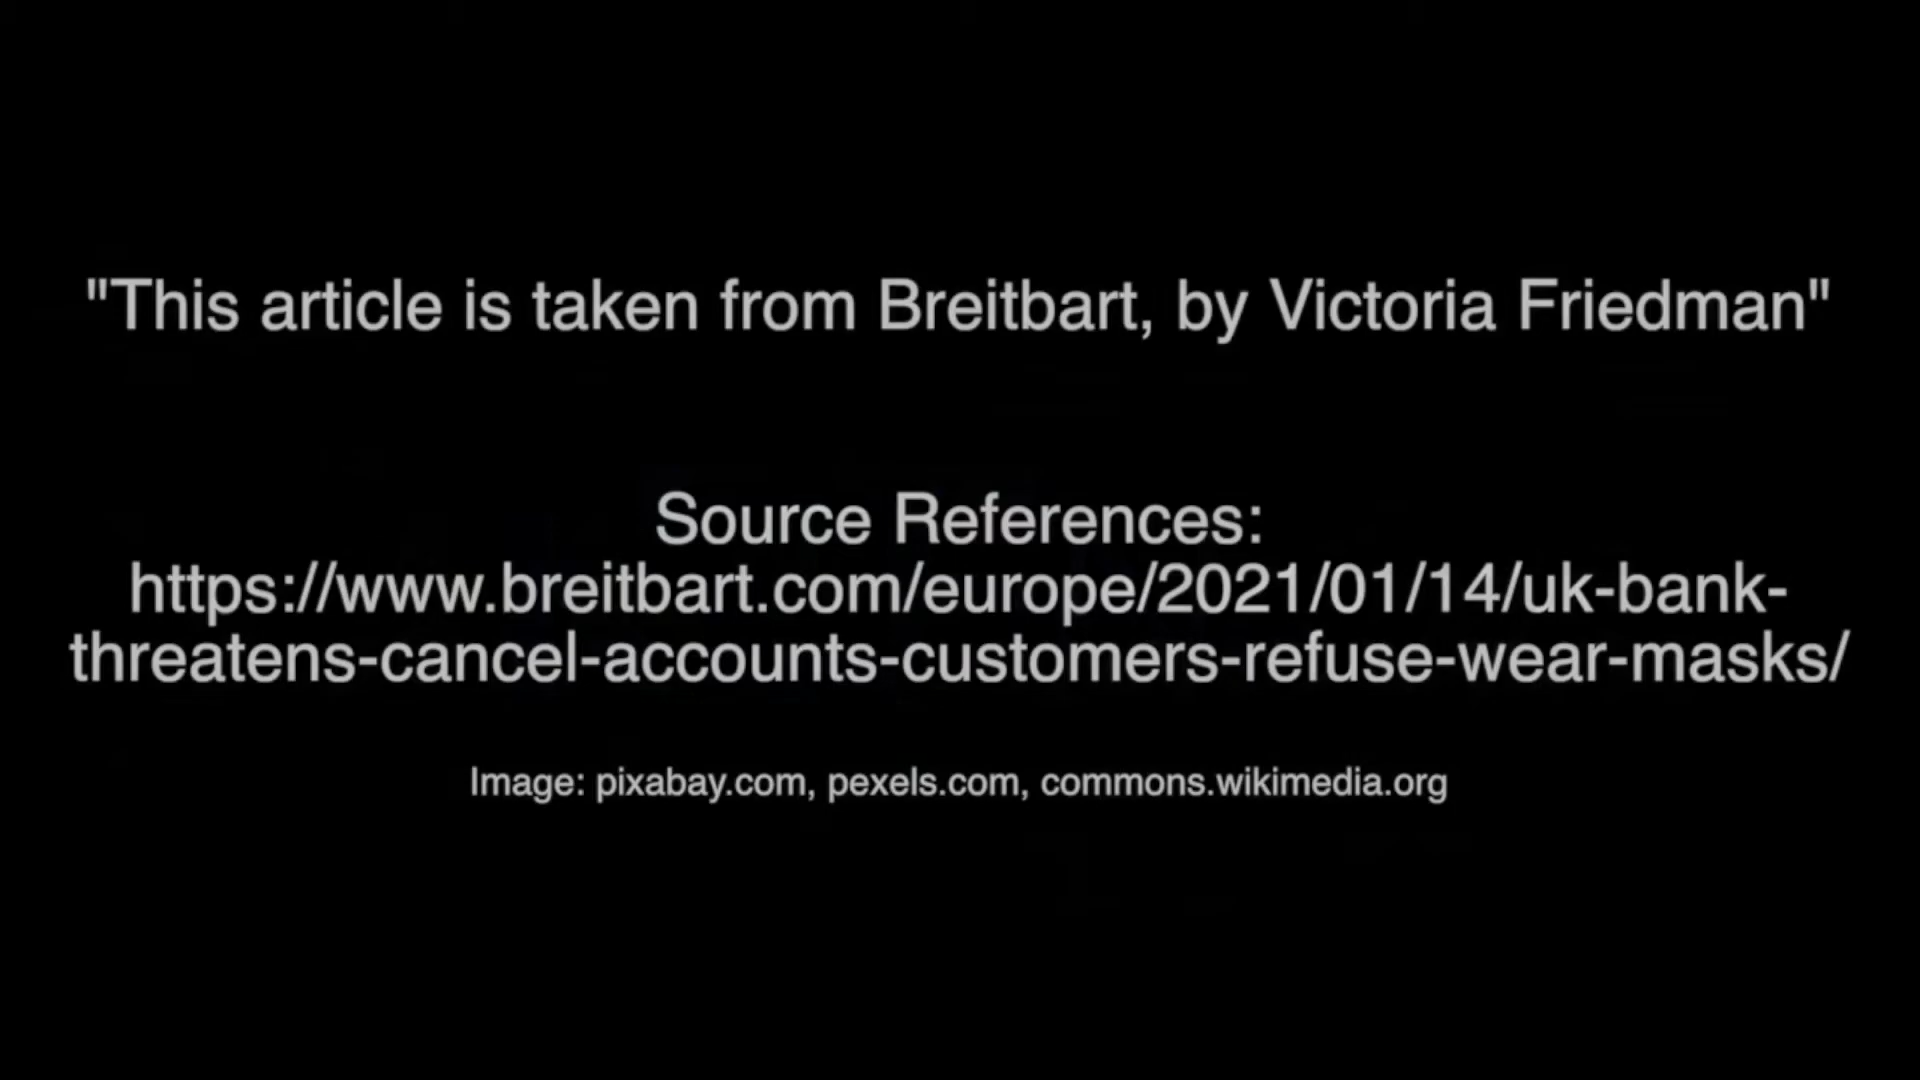 "This article is taken from Breitbart, by Victoria Friedman"
Source References:
https://www.breitbart.com/europe/2021/01/14/uk-bank-
threatens-cancel-accounts-customers-refuse-wear-masks/
Image: pixabay.com, pexels.com, commons.wikimedia.org